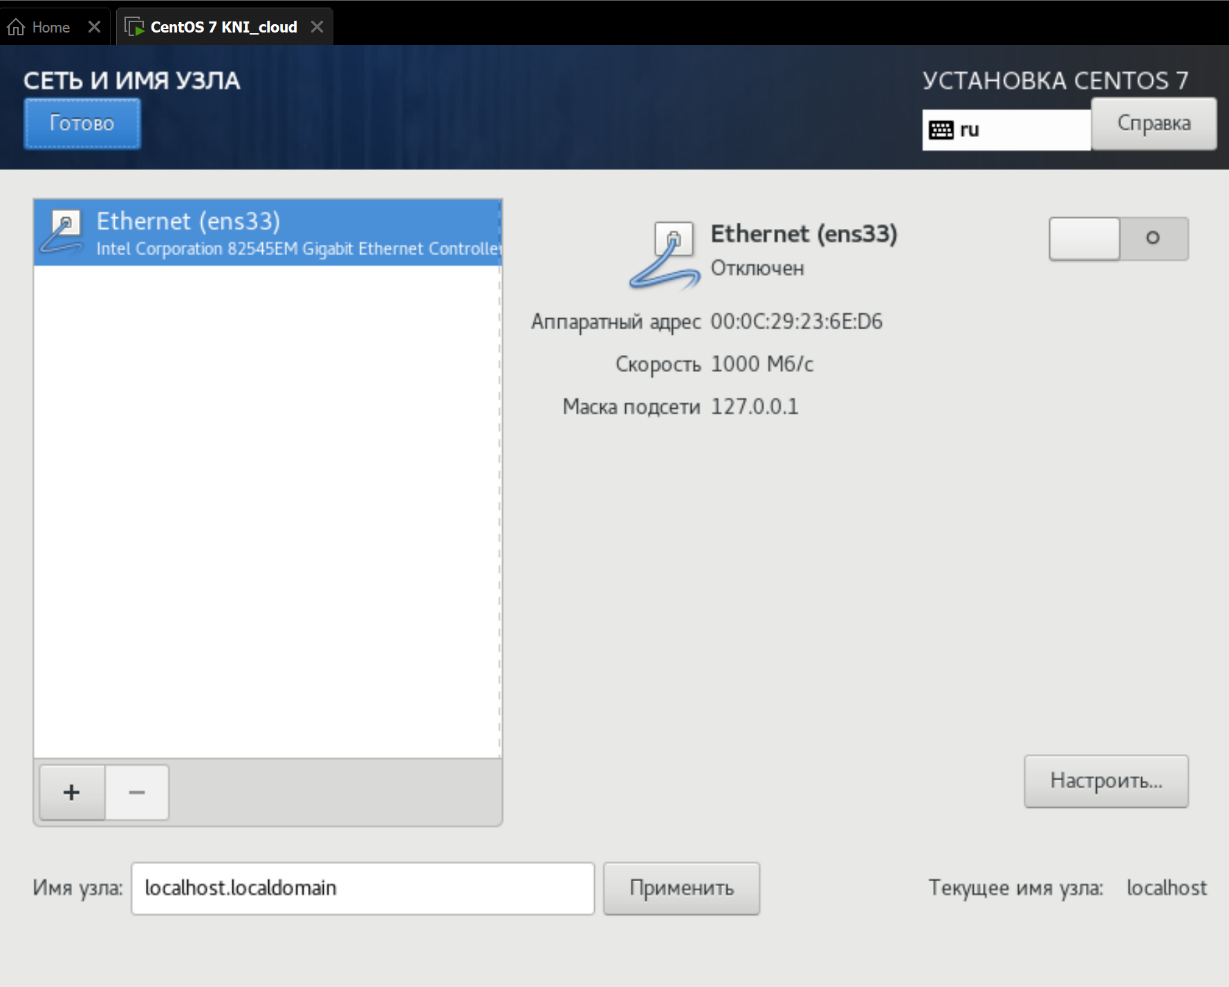 Home
CentOS 7 KNI_cloud
СЕТЬ И ИМЯ УЗЛА
УСТАНОВКА CENTOS 7
Готово
ru
Справка
Ethernet (ens33)
Intel Corporation 82545EM Gigabit Ethernet Controller
Ethernet (ens33)
Отключен
Аппаратный адрес 00:0C:29:23:6E:D6
Скорость 1000 Мб/с
Маска подсети 127.0.0.1
+ −
Настроить...
Имя узла: localhost.localdomain Применить Текущее имя узла: localhost